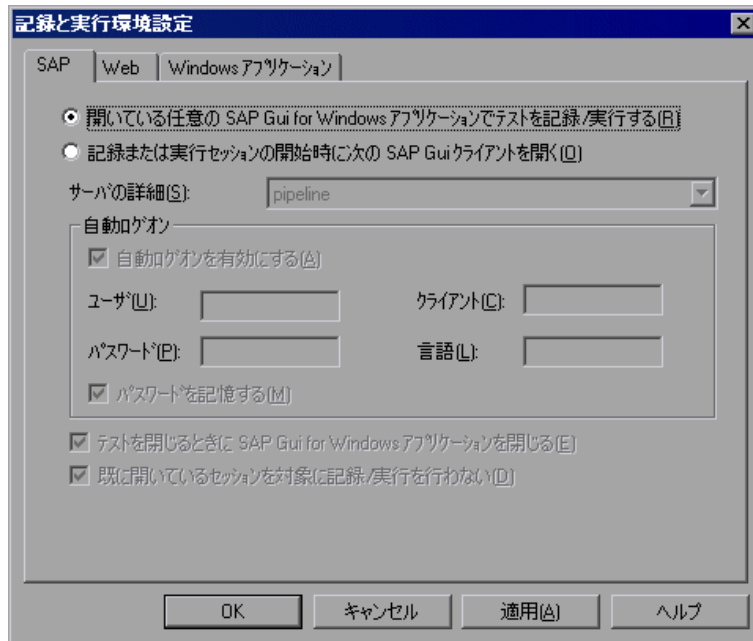 記録と実行環境設定
SAP Web Windows アプリケーション
開いている任意の SAP Gui for Windows アプリケーションでテストを記録/実行する(R)
記録または実行セッションの開始時に次の SAP Gui クライアントを開く(O)
サーバの詳細(S): pipeline
自動ログオン
自動ログオンを有効にする(A)
ユーザ(U): クライアント(C):
パスワード(P): 言語(L):
パスワードを記憶する(M)
テストを閉じるときに SAP Gui for Windows アプリケーションを閉じる(E)
既に開いているセッションを対象に記録/実行を行わない(D)
OK キャンセル 適用(A) ヘルプ